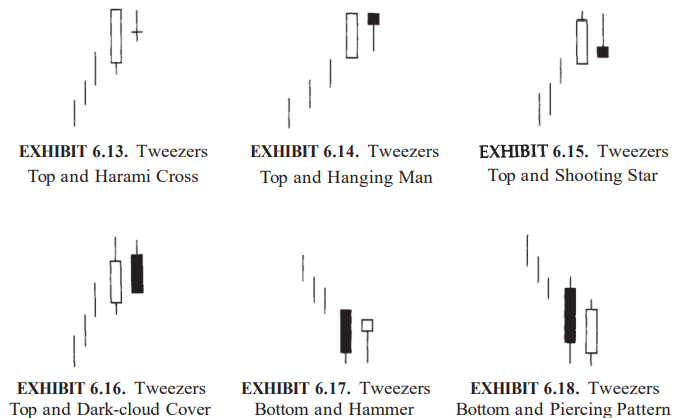 EXHIBIT 6.13. Tweezers
Top and Harami Cross
EXHIBIT 6.14. Tweezers
Top and Hanging Man
EXHIBIT 6.15. Tweezers
Top and Shooting Star
EXHIBIT 6.16. Tweezers
Top and Dark-cloud Cover
EXHIBIT 6.17. Tweezers
Bottom and Hammer
EXHIBIT 6.18. Tweezers
Bottom and Piercing Pattern